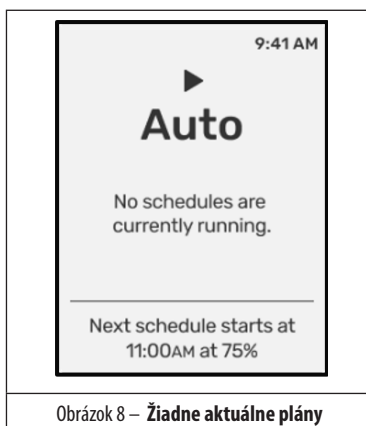 9:41 AM
Auto
No schedules are
currently running.
Next schedule starts at
11:00AM at 75%
Obrázok 8 – Žiadne aktuálne plány